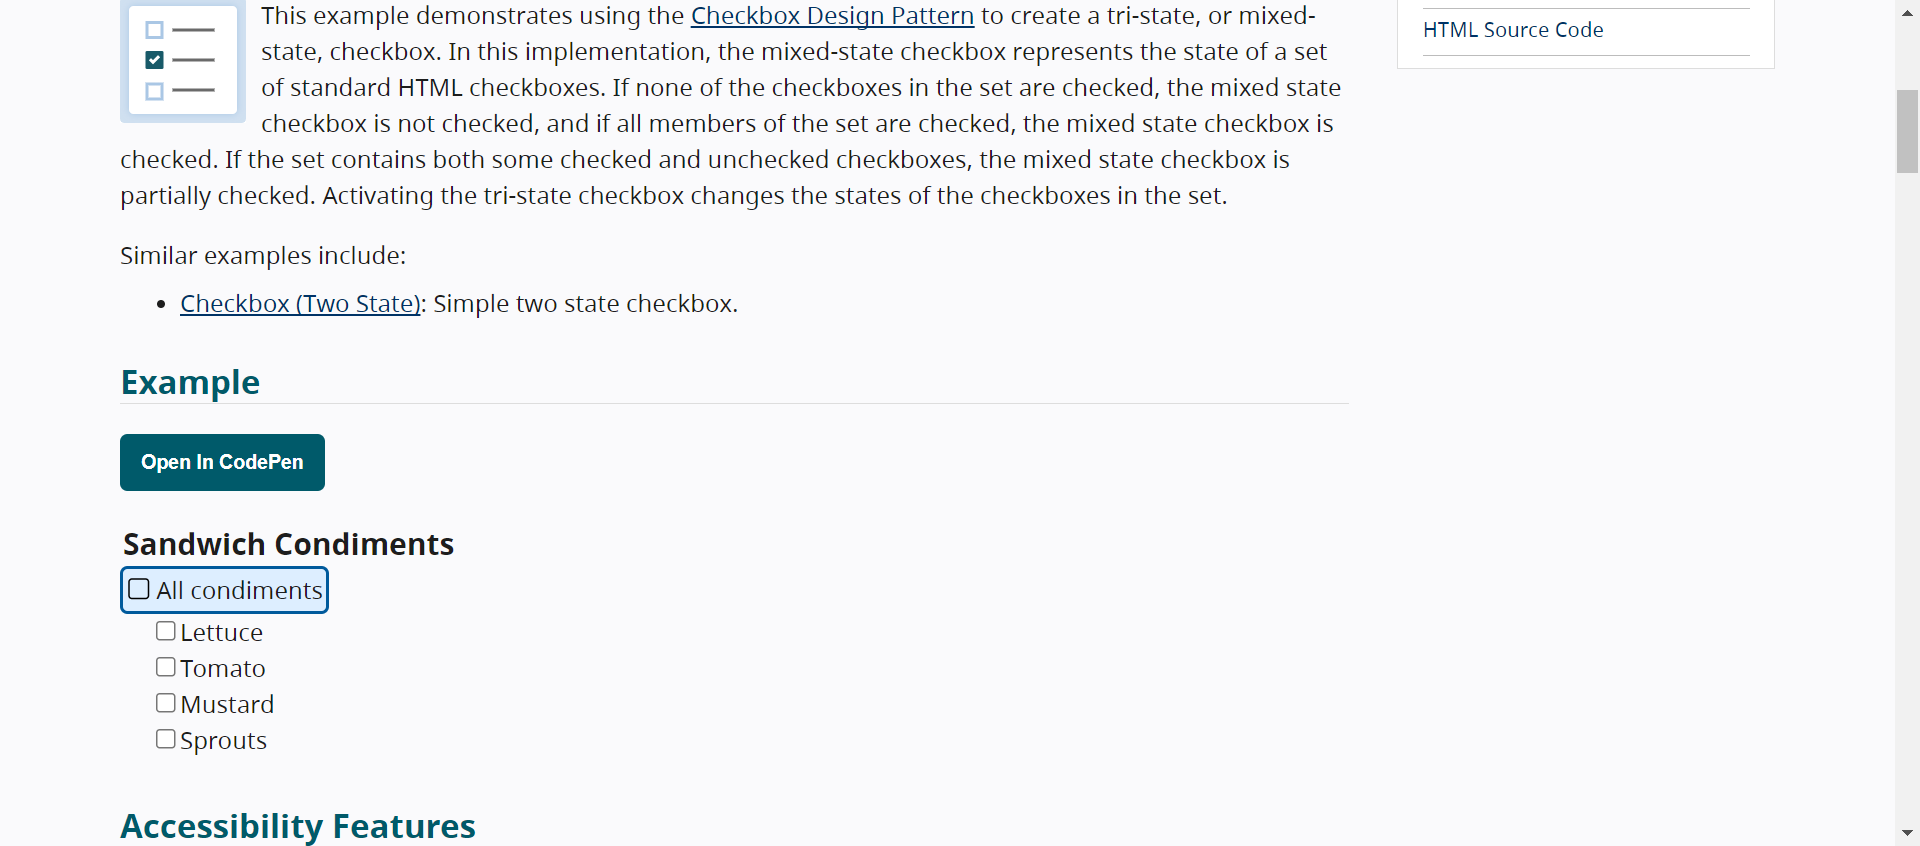 This example demonstrates using the Checkbox Design Pattern to create a tri-state, or mixed-
state, checkbox. In this implementation, the mixed-state checkbox represents the state of a set
of standard HTML checkboxes. If none of the checkboxes in the set are checked, the mixed state
checkbox is not checked, and if all members of the set are checked, the mixed state checkbox is
checked. If the set contains both some checked and unchecked checkboxes, the mixed state checkbox is
partially checked. Activating the tri-state checkbox changes the states of the checkboxes in the set.
Similar examples include:
Checkbox (Two State): Simple two state checkbox.
Example
Open In CodePen
Sandwich Condiments
All condiments
Lettuce
Tomato
Mustard
Sprouts
Accessibility Features
HTML Source Code